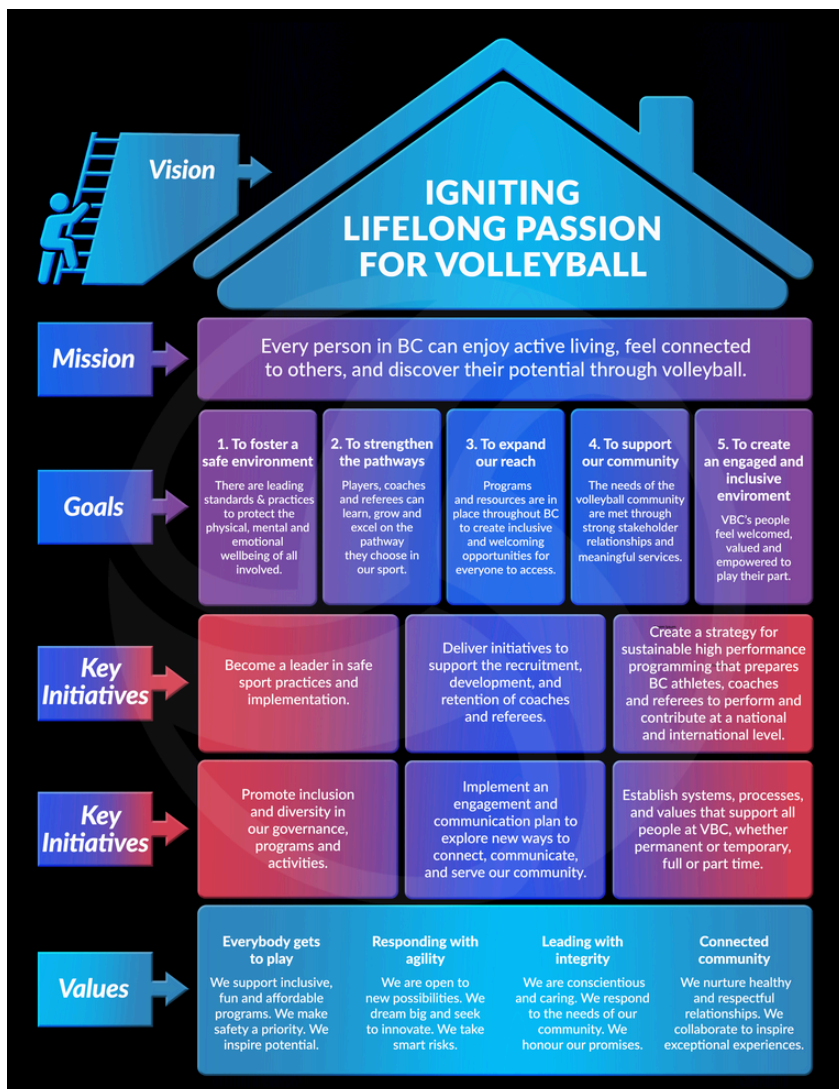 Vision
IGNITING
LIFELONG PASSION
FOR VOLLEYBALL
Mission
Every person in BC can enjoy active living, feel connected
to others, and discover their potential through volleyball.
Goals
1. To foster a
safe environment
There are leading
standards & practices
to protect the
physical, mental and
emotional
wellbeing of all
involved.
2. To strengthen
the pathways
Players, coaches
and referees can
learn, grow and
excel on the
pathway
they choose in
our sport.
3. To expand
our reach
Programs
and resources are in
place throughout BC
to create inclusive
and welcoming
opportunities for
everyone to access.
4. To support
our community
The needs of the
volleyball community
are met through
strong stakeholder
relationships and
meaningful services.
5. To create
an engaged and
inclusive
enviroment
VBC's people
feel welcomed,
valued and
empowered to
play their part.
Key
Initiatives
Become a leader in safe
sport practices and
implementation.
Deliver initiatives to
support the recruitment,
development, and
retention of coaches
and referees.
Create a strategy for
sustainable high performance
programming that prepares
BC athletes, coaches
and referees to perform and
contribute at a national
and international level.
Key
Initiatives
Promote inclusion
and diversity in
our governance,
programs and
activities.
Implement an
engagement and
communication plan to
explore new ways to
connect, communicate,
and serve our community.
Establish systems, processes,
and values that support all
people at VBC, whether
permanent or temporary,
full or part time.
Values
Everybody gets
to play
We support inclusive,
fun and affordable
programs. We make
safety a priority. We
inspire potential.
Responding with
agility
We are open to
new possibilities. We
dream big and seek
to innovate. We take
smart risks.
Leading with
integrity
We are conscientious
and caring. We respond
to the needs of our
community. We
honour our promises.
Connected
community
We nurture healthy
and respectful
relationships. We
collaborate to inspire
exceptional experiences.